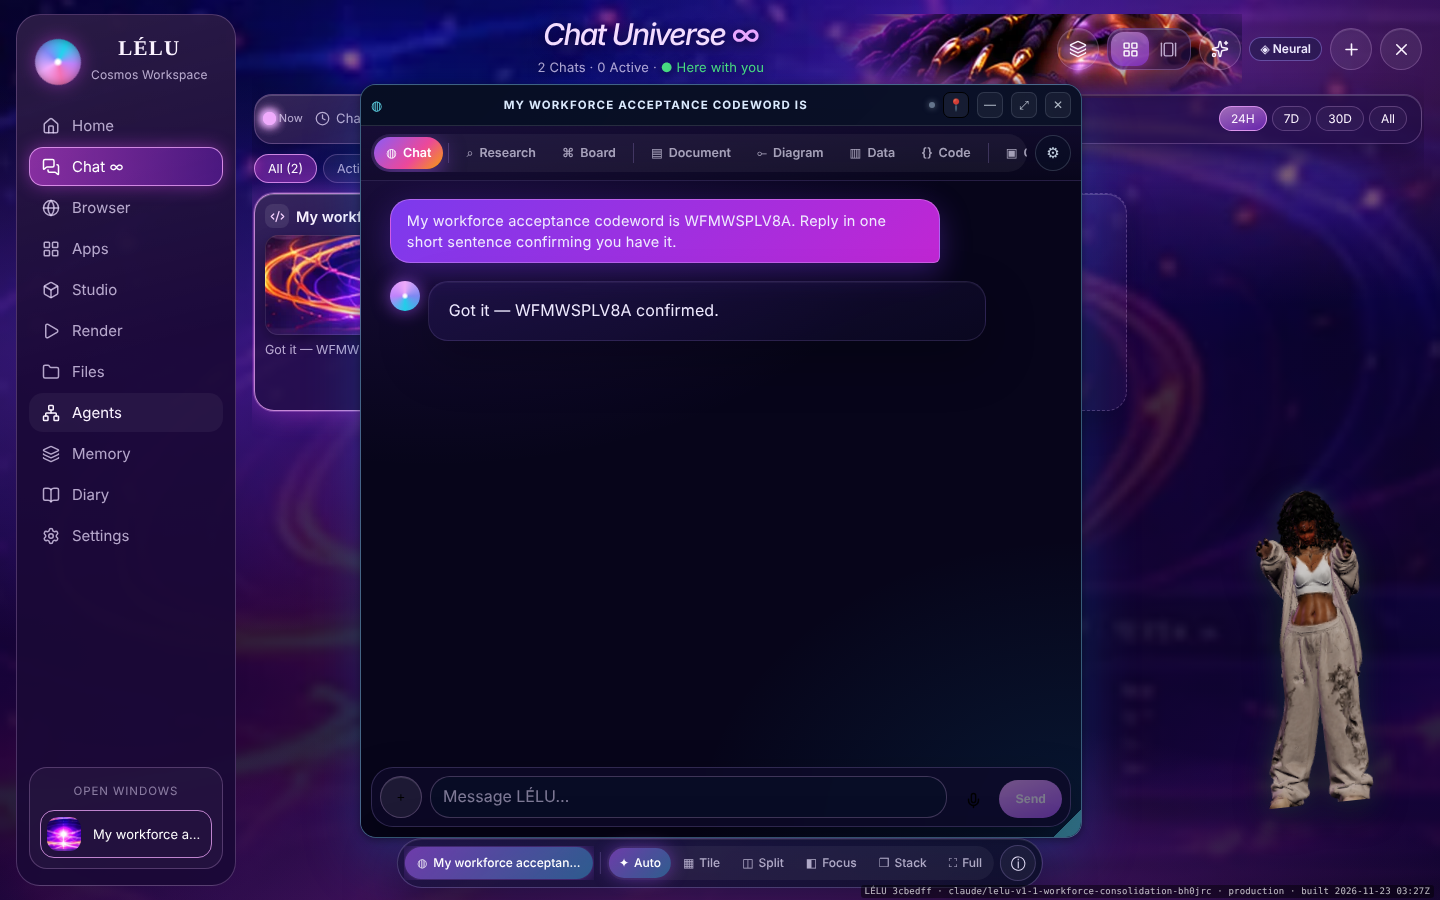 LÉLU
Cosmos Workspace
Home
Chat ∞
Browser
Apps
Studio
Render
Files
Agents
Memory
Diary
Settings
OPEN WINDOWS
My workforce a...
Chat Universe ∞
2 Chats · 0 Active · Here with you
Neural
Now
Cha
24H 7D 30D All
All (2)
Acti
My workf
Got it — WFMW
MY WORKFORCE ACCEPTANCE CODEWORD IS
Chat Research Board Document Diagram Data {} Code
My workforce acceptance codeword is WFMWSPLV8A. Reply in one
short sentence confirming you have it.
Got it — WFMWSPLV8A confirmed.
+ Message LÉLU... Send
My workforce acceptan... Auto Tile Split Focus Stack Full
LÉLU 3cbedff · claude/lelu-v1-1-workforce-consolidation-bh0jrc · production · built 2026-11-23 03:27Z